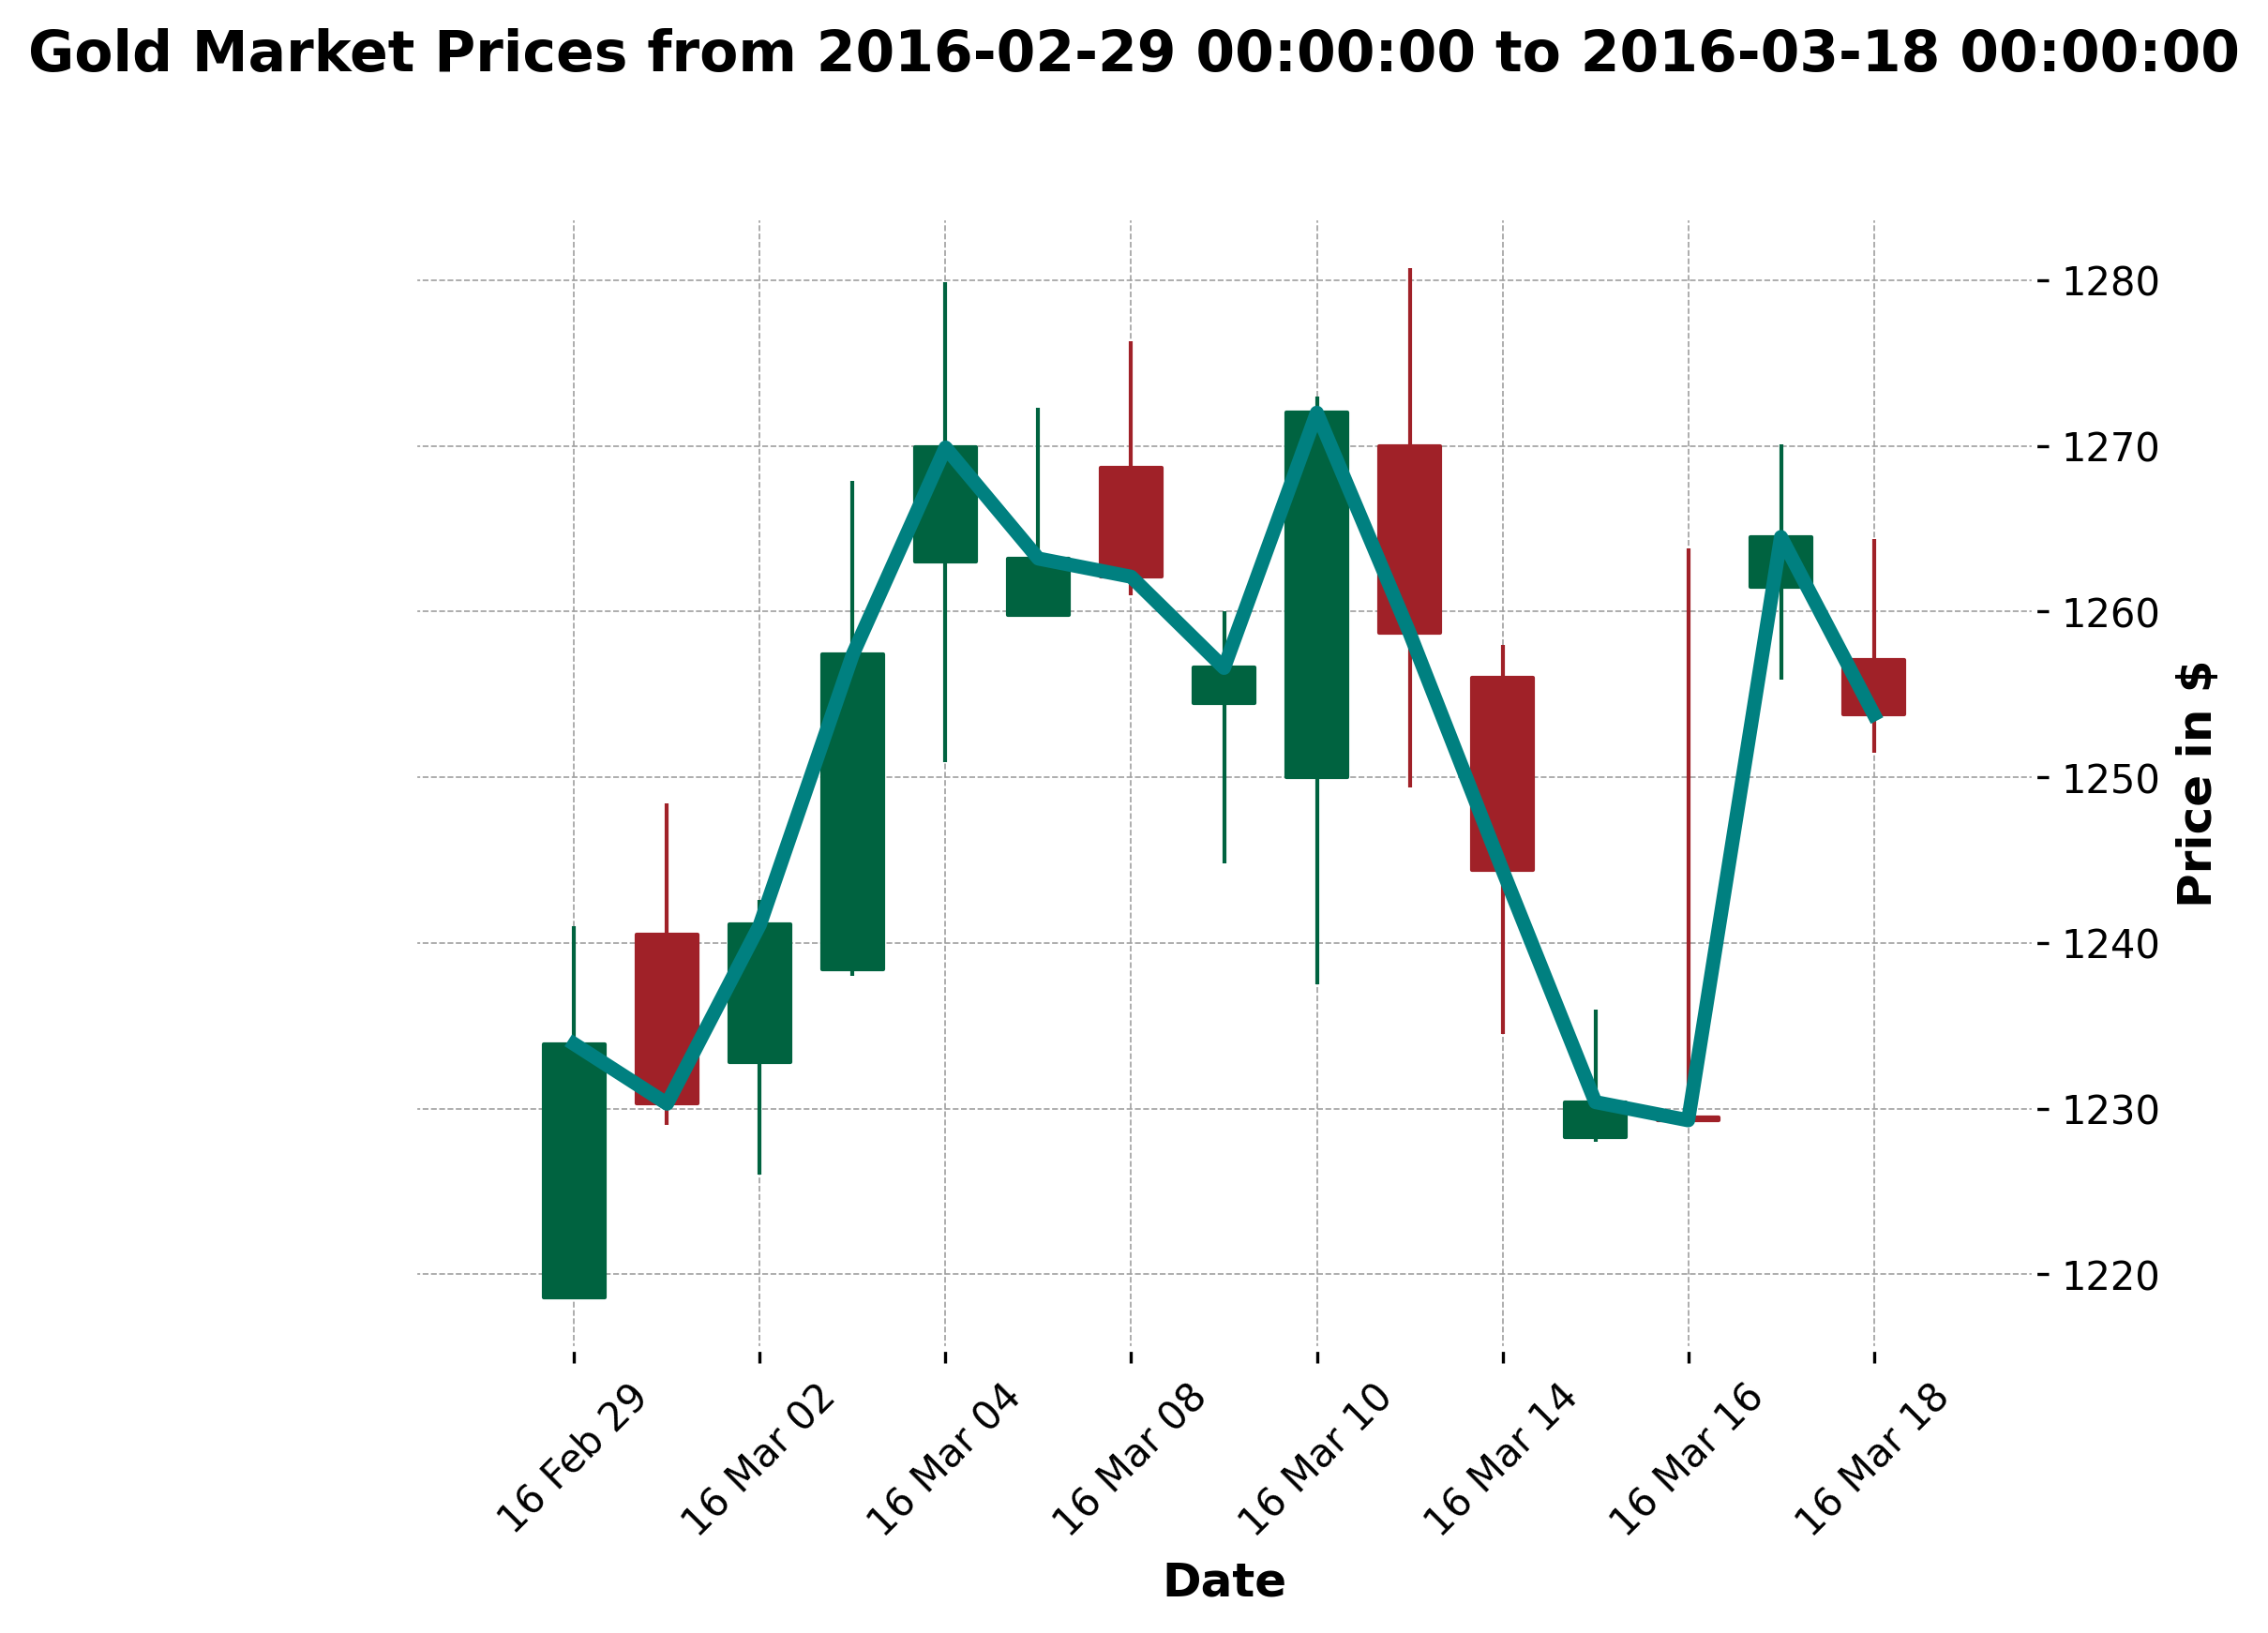 Gold Market Prices from 2016-02-29 00:00:00 to 2016-03-18 00:00:00
1280
1270
1260
1250
1240
1230
1220
Price in $
16 Feb 29
16 Mar 02
16 Mar 04
16 Mar 08
16 Mar 10
16 Mar 14
16 Mar 16
16 Mar 18
Date